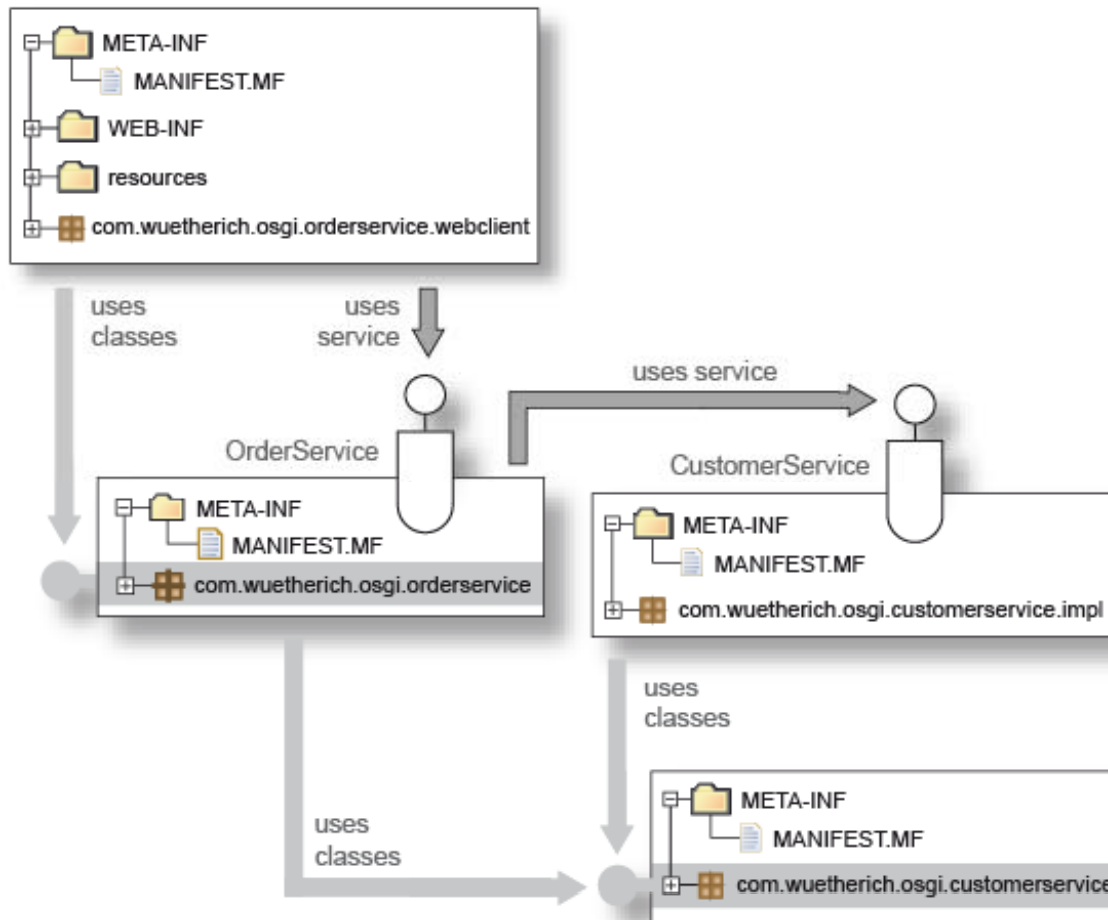 META-INF
MANIFEST.MF
WEB-INF
resources
com.wuetherich.osgi.orderservice.webclient
uses
classes
uses
service
uses service
OrderService
CustomerService
META-INF
MANIFEST.MF
com.wuetherich.osgi.orderservice
META-INF
MANIFEST.MF
com.wuetherich.osgi.customerservice.impl
uses
classes
uses
classes
META-INF
MANIFEST.MF
com.wuetherich.osgi.customerservice